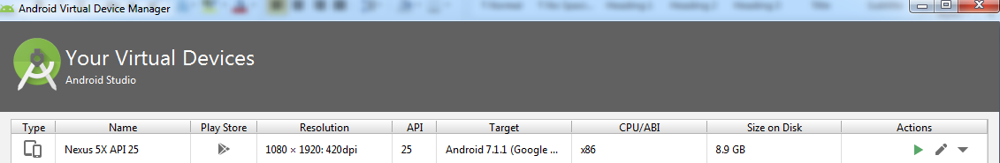 Android Virtual Device Manager
Your Virtual Devices
Android Studio
Type Name Play Store Resolution API Target CPU/ABI Size on Disk Actions
Nexus 5X API 25 1080 × 1920: 420dpi 25 Android 7.1.1 (Google ... x86 8.9 GB